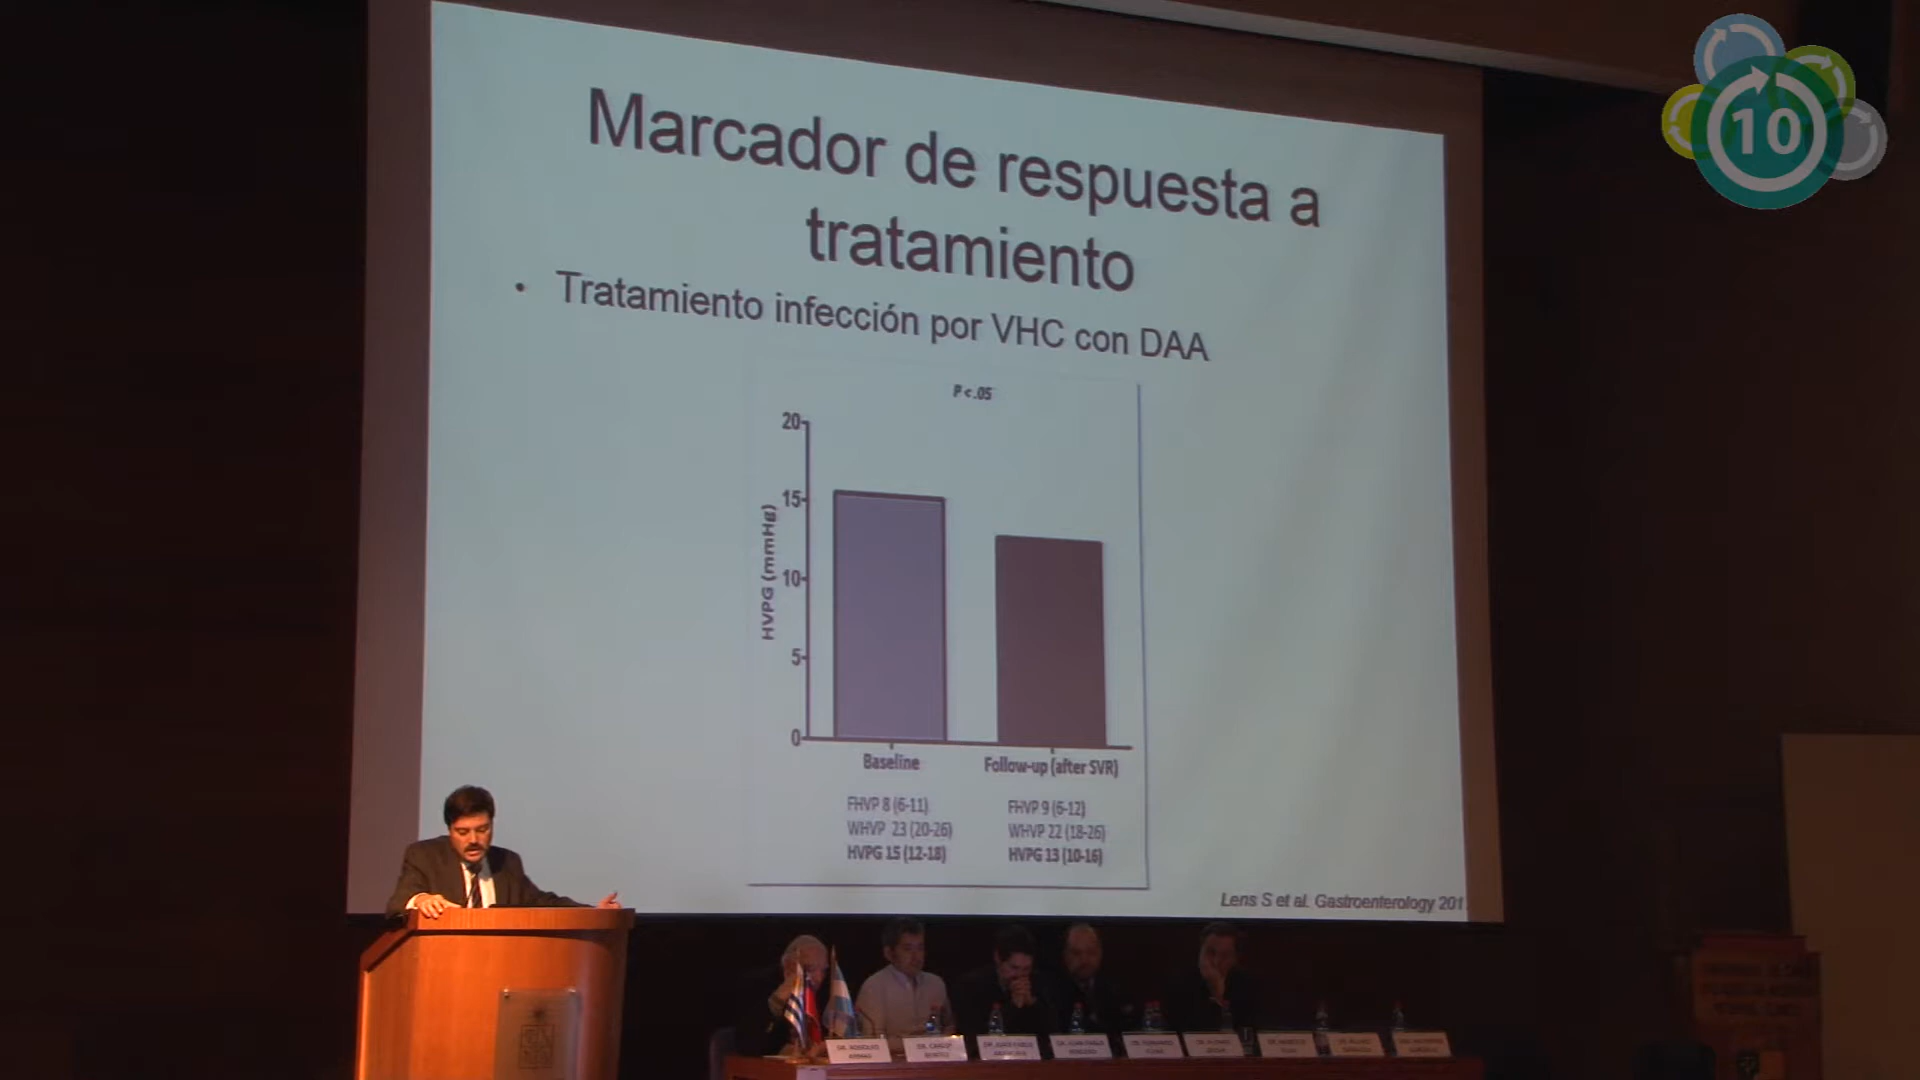 10
Marcador de respuesta a
tratamiento
• Tratamiento infección por VHC con DAA
P < .05
20
15
10
5
0
HVPG (mmHg)
Baseline
Follow-up (after SVR)
FHVP 8 (6-11)
FHVP 9 (6-12)
WHVP 23 (20-26)
WHVP 22 (18-26)
HVPG 15 (12-18)
HVPG 13 (10-16)
Lens S et al. Gastroenterology 201